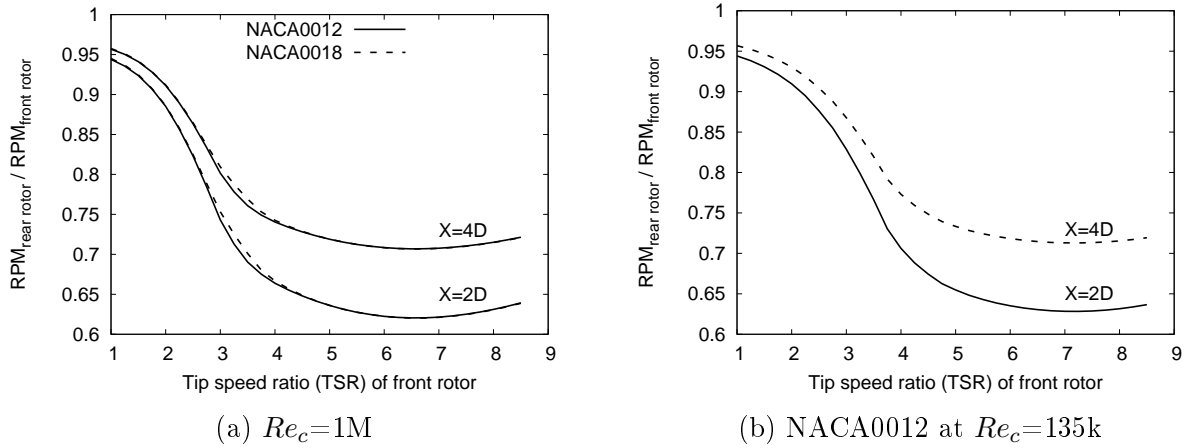 1
0.95
0.9
0.85
0.8
0.75
0.7
0.65
0.6
RPMrear rotor / RPMfront rotor
NACA0012
NACA0018
X=4D
X=2D
1 2 3 4 5 6 7 8 9
Tip speed ratio (TSR) of front rotor
(a) Rec=1M
1
0.95
0.9
0.85
0.8
0.75
0.7
0.65
0.6
RPMrear rotor / RPMfront rotor
X=4D
X=2D
1 2 3 4 5 6 7 8 9
Tip speed ratio (TSR) of front rotor
(b) NACA0012 at Rec=135k